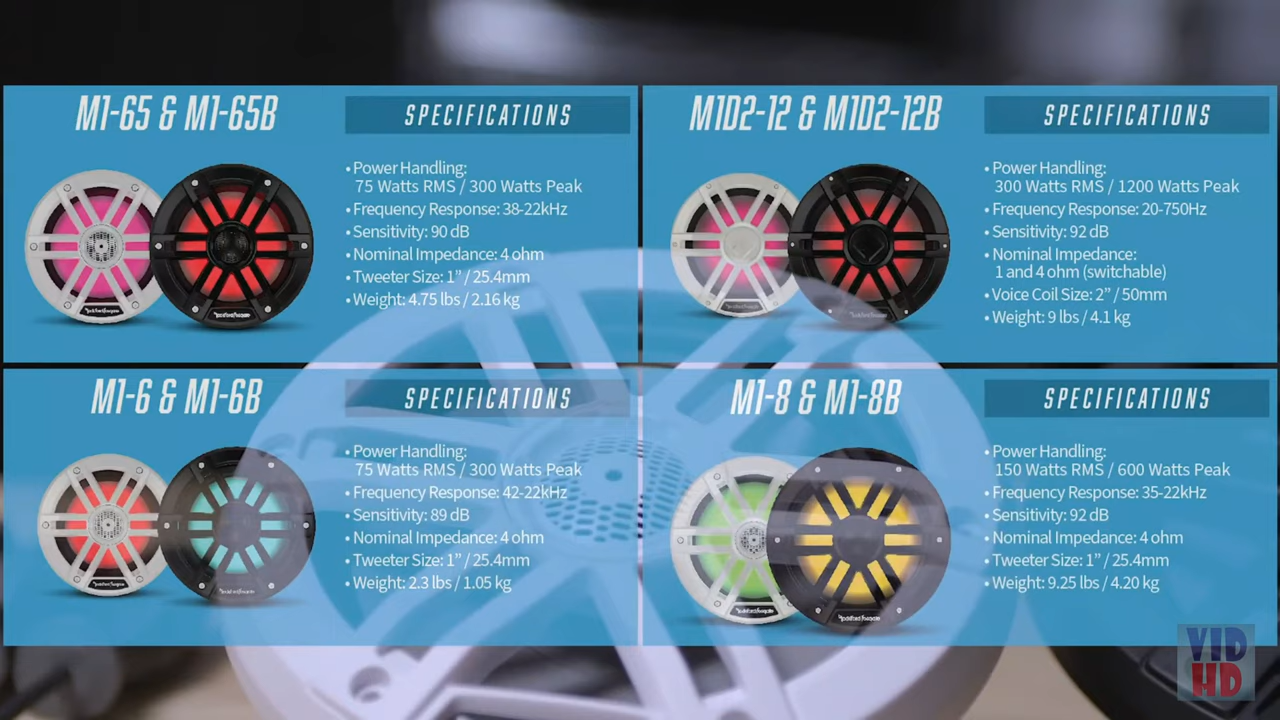 M1-65 & M1-65B
SPECIFICATIONS
• Power Handling:
75 Watts RMS / 300 Watts Peak
• Frequency Response: 38-22kHz
• Sensitivity: 90 dB
• Nominal Impedance: 4 ohm
• Tweeter Size: 1” / 25.4mm
• Weight: 4.75 lbs / 2.16 kg
M1D2-12 & M1D2-12B
SPECIFICATIONS
• Power Handling:
300 Watts RMS / 1200 Watts Peak
• Frequency Response: 20-750Hz
• Sensitivity: 92 dB
• Nominal Impedance:
1 and 4 ohm (switchable)
• Voice Coil Size: 2” / 50mm
• Weight: 9 lbs / 4.1 kg
M1-6 & M1-6B
SPECIFICATIONS
• Power Handling:
75 Watts RMS / 300 Watts Peak
• Frequency Response: 42-22kHz
• Sensitivity: 89 dB
• Nominal Impedance: 4 ohm
• Tweeter Size: 1” / 25.4mm
• Weight: 2.3 lbs / 1.05 kg
M1-8 & M1-8B
SPECIFICATIONS
• Power Handling:
150 Watts RMS / 600 Watts Peak
• Frequency Response: 35-22kHz
• Sensitivity: 92 dB
• Nominal Impedance: 4 ohm
• Tweeter Size: 1” / 25.4mm
• Weight: 9.25 lbs / 4.20 kg
VID
HD